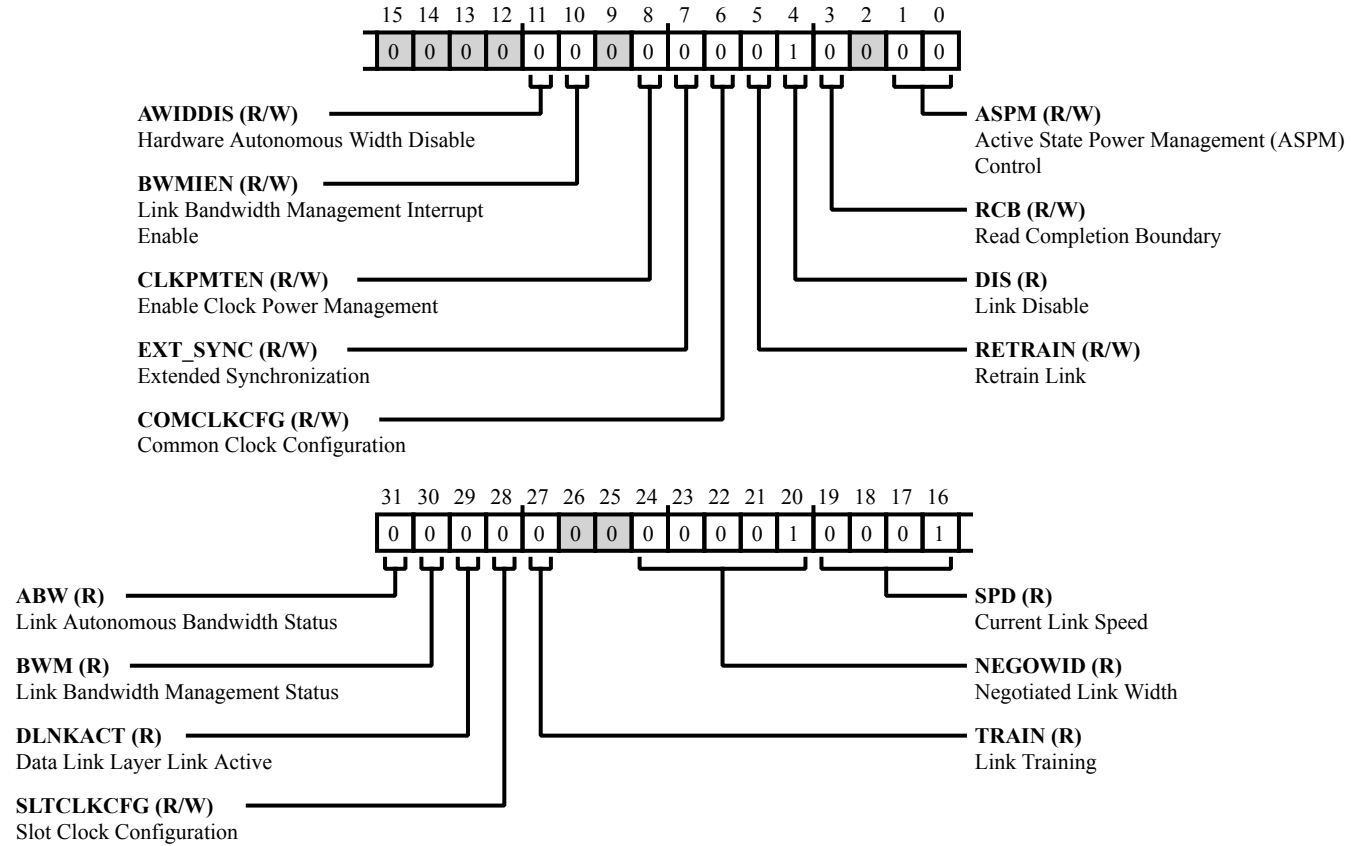 15 14 13 12 11 10 9 8 7 6 5 4 3 2 1 0
0 0 0 0 0 0 0 0 0 0 0 1 0 0 0 0
AWIDDIS (R/W)
Hardware Autonomous Width Disable
BWMIEN (R/W)
Link Bandwidth Management Interrupt
Enable
CLKPMTEN (R/W)
Enable Clock Power Management
EXT_SYNC (R/W)
Extended Synchronization
COMCLKCFG (R/W)
Common Clock Configuration
ASPM (R/W)
Active State Power Management (ASPM)
Control
RCB (R/W)
Read Completion Boundary
DIS (R)
Link Disable
RETRAIN (R/W)
Retrain Link
31 30 29 28 27 26 25 24 23 22 21 20 19 18 17 16
0 0 0 0 0 0 0 0 0 0 0 1 0 0 0 1
ABW (R)
Link Autonomous Bandwidth Status
BWM (R)
Link Bandwidth Management Status
DLNKACT (R)
Data Link Layer Link Active
SLTCLKCFG (R/W)
Slot Clock Configuration
SPD (R)
Current Link Speed
NEGOWID (R)
Negotiated Link Width
TRAIN (R)
Link Training